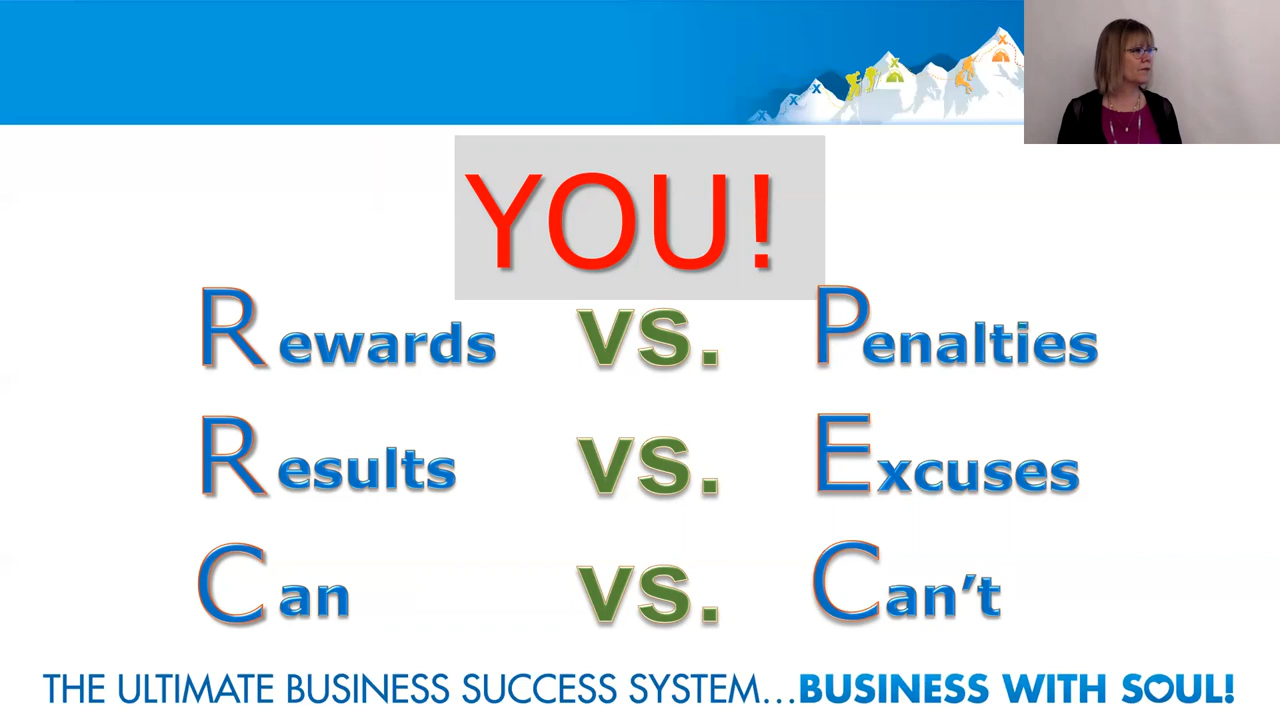 YOU!
Rewards vs. Penalties
Results vs. Excuses
Can vs. Can't
THE ULTIMATE BUSINESS SUCCESS SYSTEM...BUSINESS WITH SOUL!